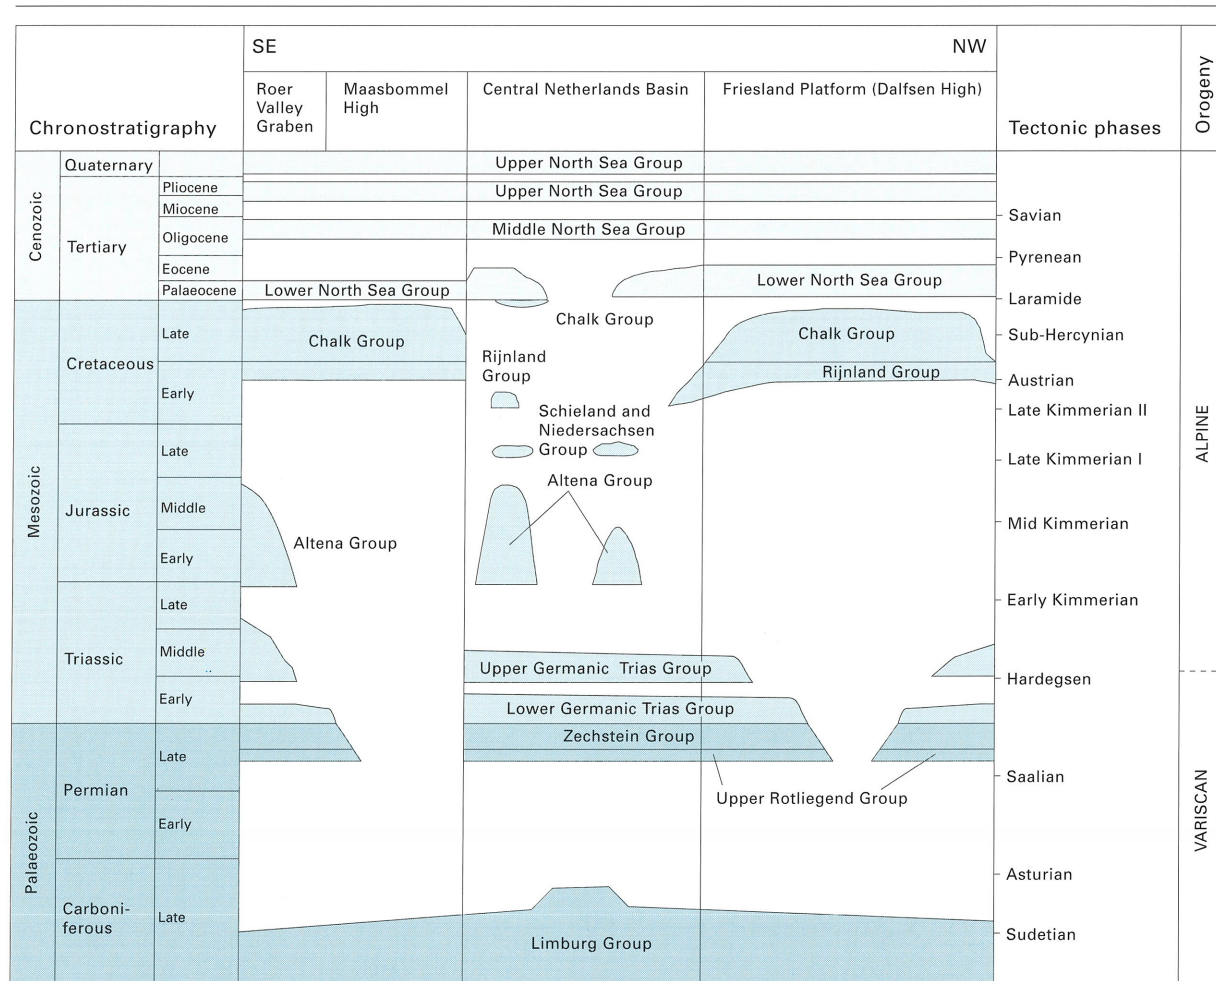 SE
NW
Roer
Valley
Graben
Maasbommel
High
Central Netherlands Basin
Friesland Platform (Dalfsen High)
Chronostratigraphy
Tectonic phases
Orogeny
Cenozoic
Quaternary
Tertiary
Pliocene
Miocene
Oligocene
Eocene
Palaeocene
Mesozoic
Cretaceous
Late
Early
Jurassic
Late
Middle
Early
Triassic
Late
Middle
Early
Palaeozoic
Permian
Late
Early
Carboni-
ferous
Late
Upper North Sea Group
Upper North Sea Group
Middle North Sea Group
Lower North Sea Group
Lower North Sea Group
Chalk Group
Chalk Group
Chalk Group
Rijnland
Group
Rijnland Group
Schieland and
Niedersachsen
Group
Altena Group
Altena Group
Upper Germanic Trias Group
Lower Germanic Trias Group
Zechstein Group
Upper Rotliegend Group
Limburg Group
Savian
Pyrenean
Laramide
Sub-Hercynian
Austrian
Late Kimmerian II
Late Kimmerian I
Mid Kimmerian
Early Kimmerian
Hardegsen
Saalian
Asturian
Sudetian
ALPINE
VARISCAN